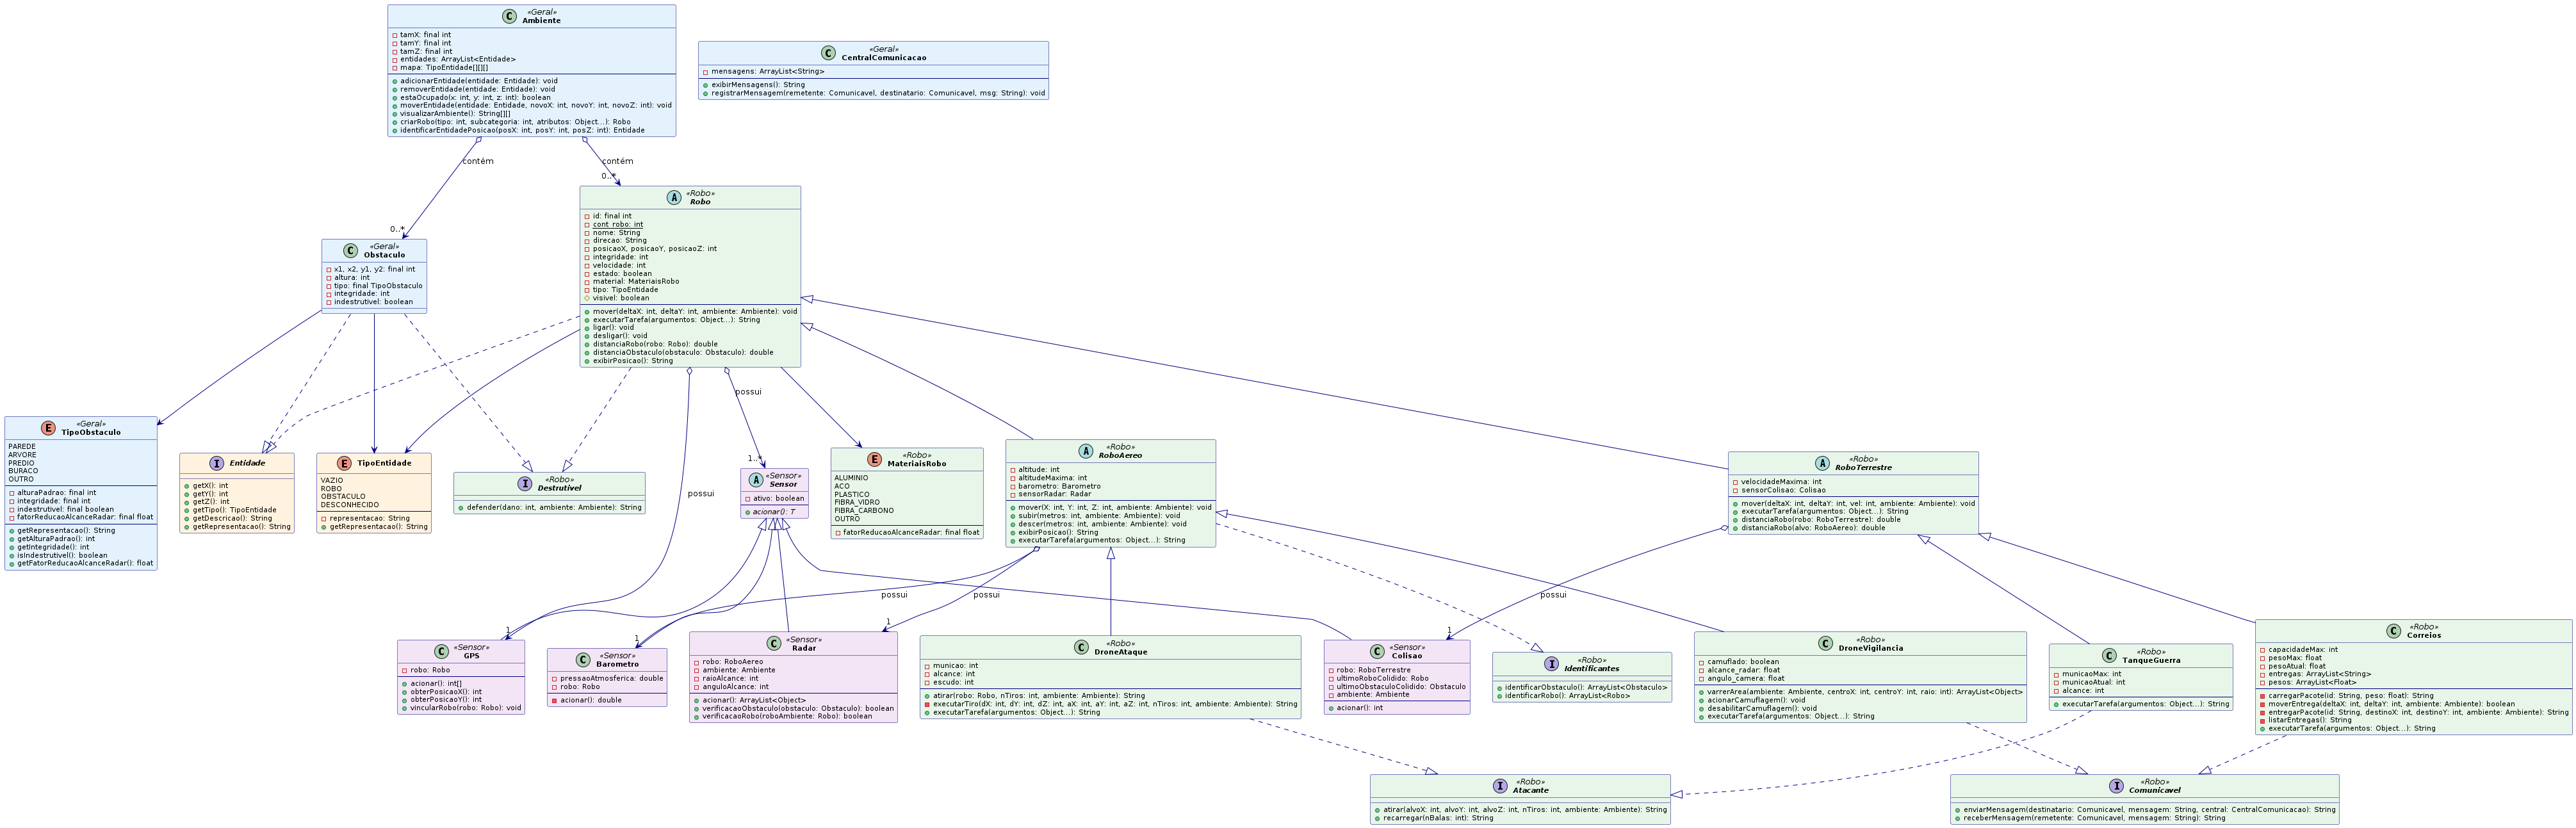 «Geral»
Ambiente
tamX: final int
tamY: final int
tamZ: final int
entidades: ArrayList<Entidade>
mapa: TipoEntidade[][][]
adicionarEntidade(entidade: Entidade): void
removerEntidade(entidade: Entidade): void
estaOcupado(x: int, y: int, z: int): boolean
moverEntidade(entidade: Entidade, novoX: int, novoY: int, novoZ: int): void
visualizarAmbiente(): String[][]
criarRobo(tipo: int, subcategoria: int, atributos: Object...): Robo
identificarEntidadePosicao(posX: int, posY: int, posZ: int): Entidade
«Geral»
CentralComunicacao
mensagens: ArrayList<String>
exibirMensagens(): String
registrarMensagem(remetente: Comunicavel, destinatario: Comunicavel, msg: String): void
contém
contém
0..*
0..*
«Robo»
Robo
id: final int
cont_robo: int
nome: String
direcao: String
posicaoX, posicaoY, posicaoZ: int
integridade: int
velocidade: int
estado: boolean
material: MateriaisRobo
tipo: TipoEntidade
visivel: boolean
mover(deltaX: int, deltaY: int, ambiente: Ambiente): void
executarTarefa(argumentos: Object...): String
ligar(): void
desligar(): void
distanciaRobo(robo: Robo): double
distanciaObstaculo(obstaculo: Obstaculo): double
exibirPosicao(): String
«Geral»
Obstaculo
x1, x2, y1, y2: final int
altura: int
tipo: final TipoObstaculo
integridade: int
indestrutivel: boolean
possui
possui
1..*
«Geral»
TipoObstaculo
PAREDE
ARVORE
PREDIO
BURACO
OUTRO
alturaPadrao: final int
integridade: final int
indestrutivel: final boolean
fatorReducaoAlcanceRadar: final float
getRepresentacao(): String
getAlturaPadrao(): int
getIntegridade(): int
isIndestrutivel(): boolean
getFatorReducaoAlcanceRadar(): float
Entidade
getX(): int
getY(): int
getZ(): int
getTipo(): TipoEntidade
getDescricao(): String
getRepresentacao(): String
TipoEntidade
VAZIO
ROBO
OBSTACULO
DESCONHECIDO
representacao: String
getRepresentacao(): String
«Robo»
Destrutivel
defender(dano: int, ambiente: Ambiente): String
«Sensor»
Sensor
ativo: boolean
acionar(): T
«Robo»
MateriaisRobo
ALUMINIO
ACO
PLASTICO
FIBRA_VIDRO
FIBRA_CARBONO
OUTRO
fatorReducaoAlcanceRadar: final float
«Robo»
RoboAereo
altitude: int
altitudeMaxima: int
barometro: Barometro
sensorRadar: Radar
mover(X: int, Y: int, Z: int, ambiente: Ambiente): void
subir(metros: int, ambiente: Ambiente): void
descer(metros: int, ambiente: Ambiente): void
exibirPosicao(): String
executarTarefa(argumentos: Object...): String
«Robo»
RoboTerrestre
velocidadeMaxima: int
sensorColisao: Colisao
mover(deltaX: int, deltaY: int, vel: int, ambiente: Ambiente): void
executarTarefa(argumentos: Object...): String
distanciaRobo(robo: RoboTerrestre): double
distanciaRobo(alvo: RoboAereo): double
possui
possui
possui
1
1
1
1
«Sensor»
GPS
robo: Robo
acionar(): int[]
obterPosicaoX(): int
obterPosicaoY(): int
vincularRobo(robo: Robo): void
«Sensor»
Barometro
pressaoAtmosferica: double
robo: Robo
acionar(): double
«Sensor»
Radar
robo: RoboAereo
ambiente: Ambiente
raioAlcance: int
anguloAlcance: int
acionar(): ArrayList<Object>
verificacaoObstaculo(obstaculo: Obstaculo): boolean
verificacaoRobo(roboAmbiente: Robo): boolean
«Robo»
DroneAtaque
municao: int
alcance: int
escudo: int
atirar(robo: Robo, nTiros: int, ambiente: Ambiente): String
executarTiro(dX: int, dY: int, dZ: int, aX: int, aY: int, aZ: int, nTiros: int, ambiente: Ambiente): String
executarTarefa(argumentos: Object...): String
«Sensor»
Colisao
robo: RoboTerrestre
ultimoRoboColidido: Robo
ultimoObstaculoColidido: Obstaculo
ambiente: Ambiente
acionar(): int
«Robo»
Identificantes
identificarObstaculo(): ArrayList<Obstaculo>
identificarRobo(): ArrayList<Robo>
«Robo»
DroneVigilancia
camuflado: boolean
alcance_radar: float
angulo_camera: float
varrerArea(ambiente: Ambiente, centroX: int, centroY: int, raio: int): ArrayList<Object>
acionarCamuflagem(): void
desabilitarCamuflagem(): void
executarTarefa(argumentos: Object...): String
«Robo»
TanqueGuerra
municaoMax: int
municaoAtual: int
alcance: int
executarTarefa(argumentos: Object...): String
«Robo»
Correios
capacidadeMax: int
pesoMax: float
pesoAtual: float
entregas: ArrayList<String>
pesos: ArrayList<Float>
carregarPacote(id: String, peso: float): String
moverEntrega(deltaX: int, deltaY: int, ambiente: Ambiente): boolean
entregarPacote(id: String, destinoX: int, destinoY: int, ambiente: Ambiente): String
listarEntregas(): String
executarTarefa(argumentos: Object...): String
«Robo»
Atacante
atirar(alvoX: int, alvoY: int, alvoZ: int, nTiros: int, ambiente: Ambiente): String
recarregar(nBalas: int): String
«Robo»
Comunicavel
enviarMensagem(destinatario: Comunicavel, mensagem: String, central: CentralComunicacao): String
receberMensagem(remetente: Comunicavel, mensagem: String): String